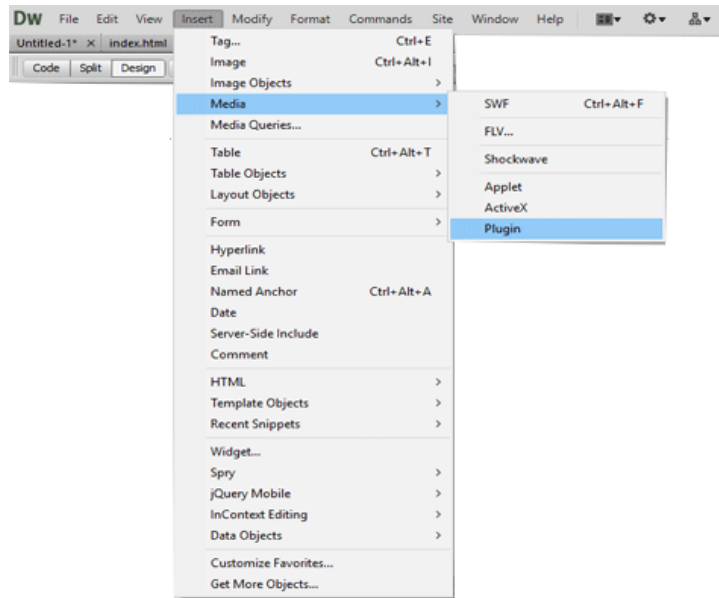 DW File Edit View Insert Modify Format Commands Site Window Help
Untitled-1* × index.html
Code Split Design
Tag... Ctrl+E
Image Ctrl+Alt+I
Image Objects >
Media >
Media Queries...
Table Ctrl+Alt+T
Table Objects >
Layout Objects >
Form >
Hyperlink
Email Link
Named Anchor Ctrl+Alt+A
Date
Server-Side Include
Comment
HTML >
Template Objects >
Recent Snippets >
Widget...
Spry >
jQuery Mobile >
InContext Editing >
Data Objects >
Customize Favorites...
Get More Objects...
SWF Ctrl+Alt+F
FLV...
Shockwave
Applet
ActiveX
Plugin